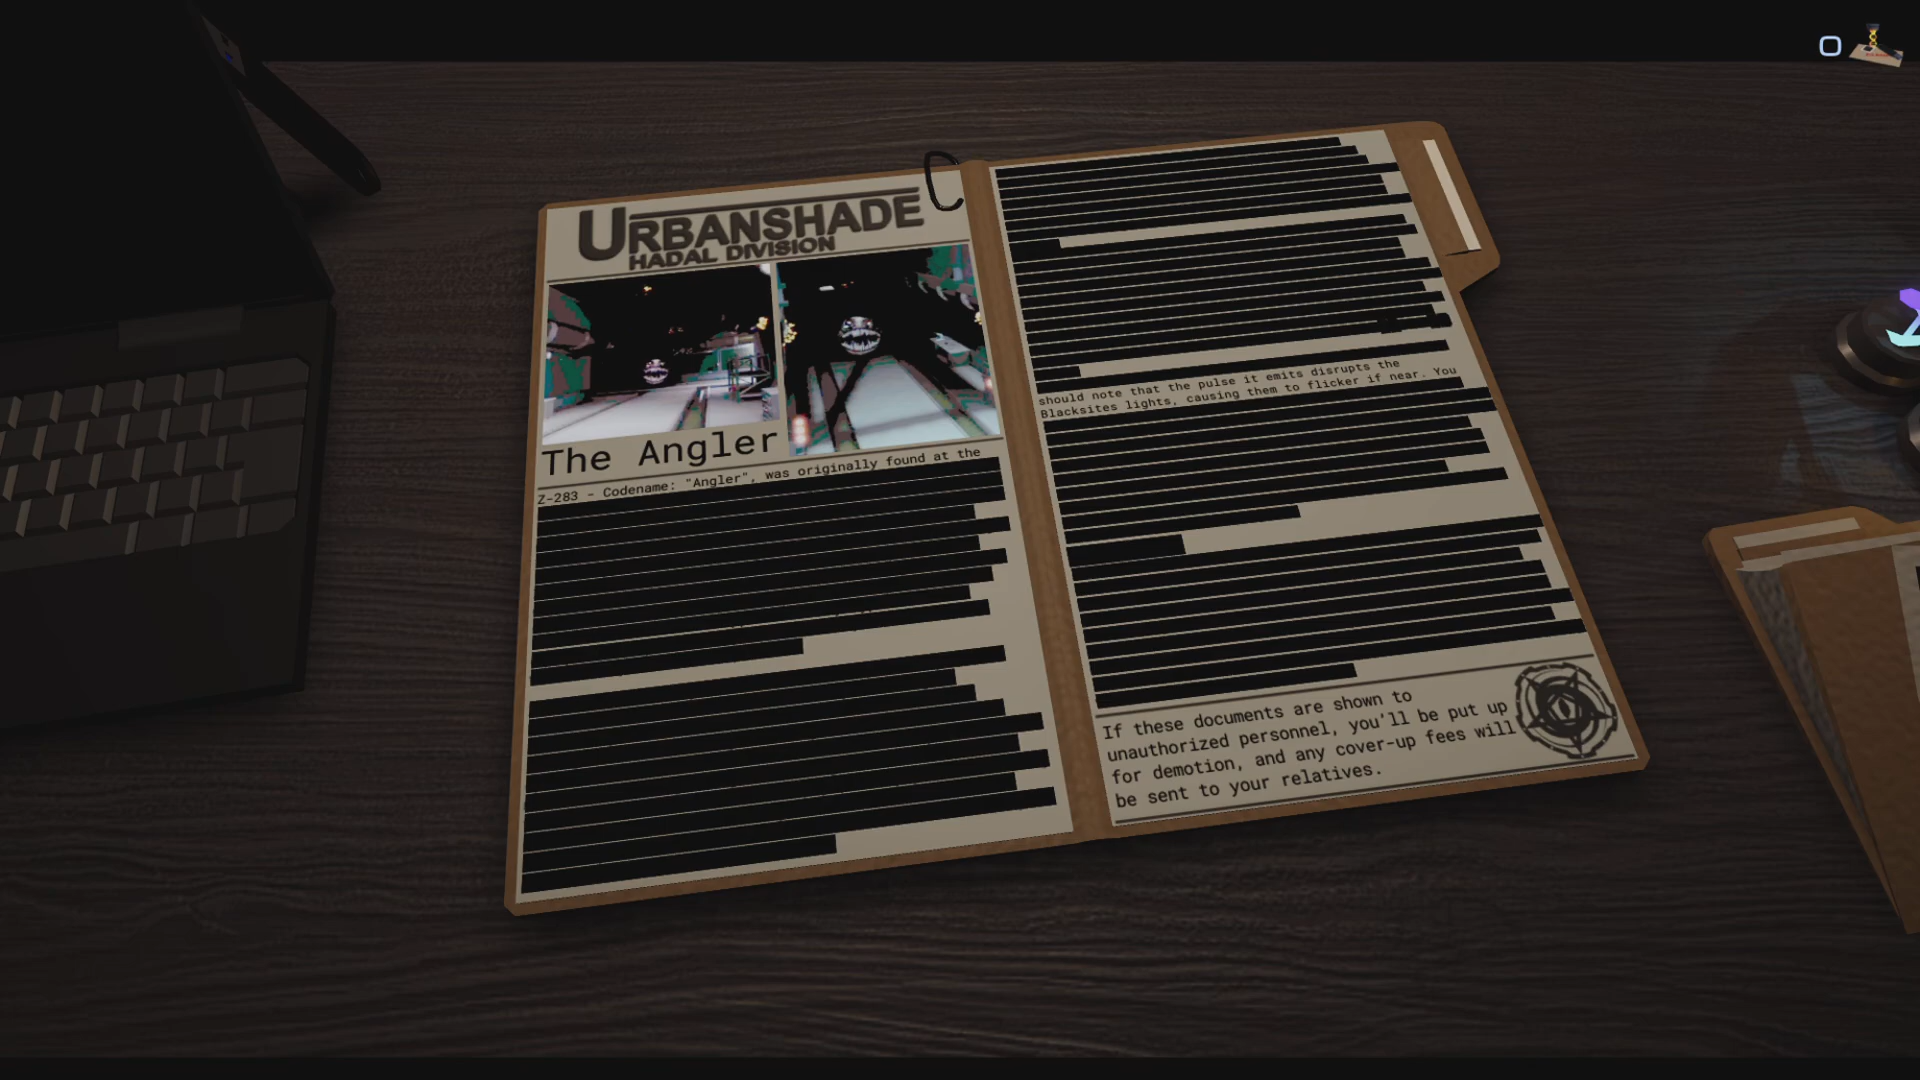 URBANSHADE
HADAL DIVISION
The Angler
Z-283 - Codename: "Angler", was originally found at the
should note that the pulse it emits disrupts the
Blacksites lights, causing them to flicker if near. You
If these documents are shown to
unauthorized personnel, you'll be put up
for demotion, and any cover-up fees will
be sent to your relatives.
0